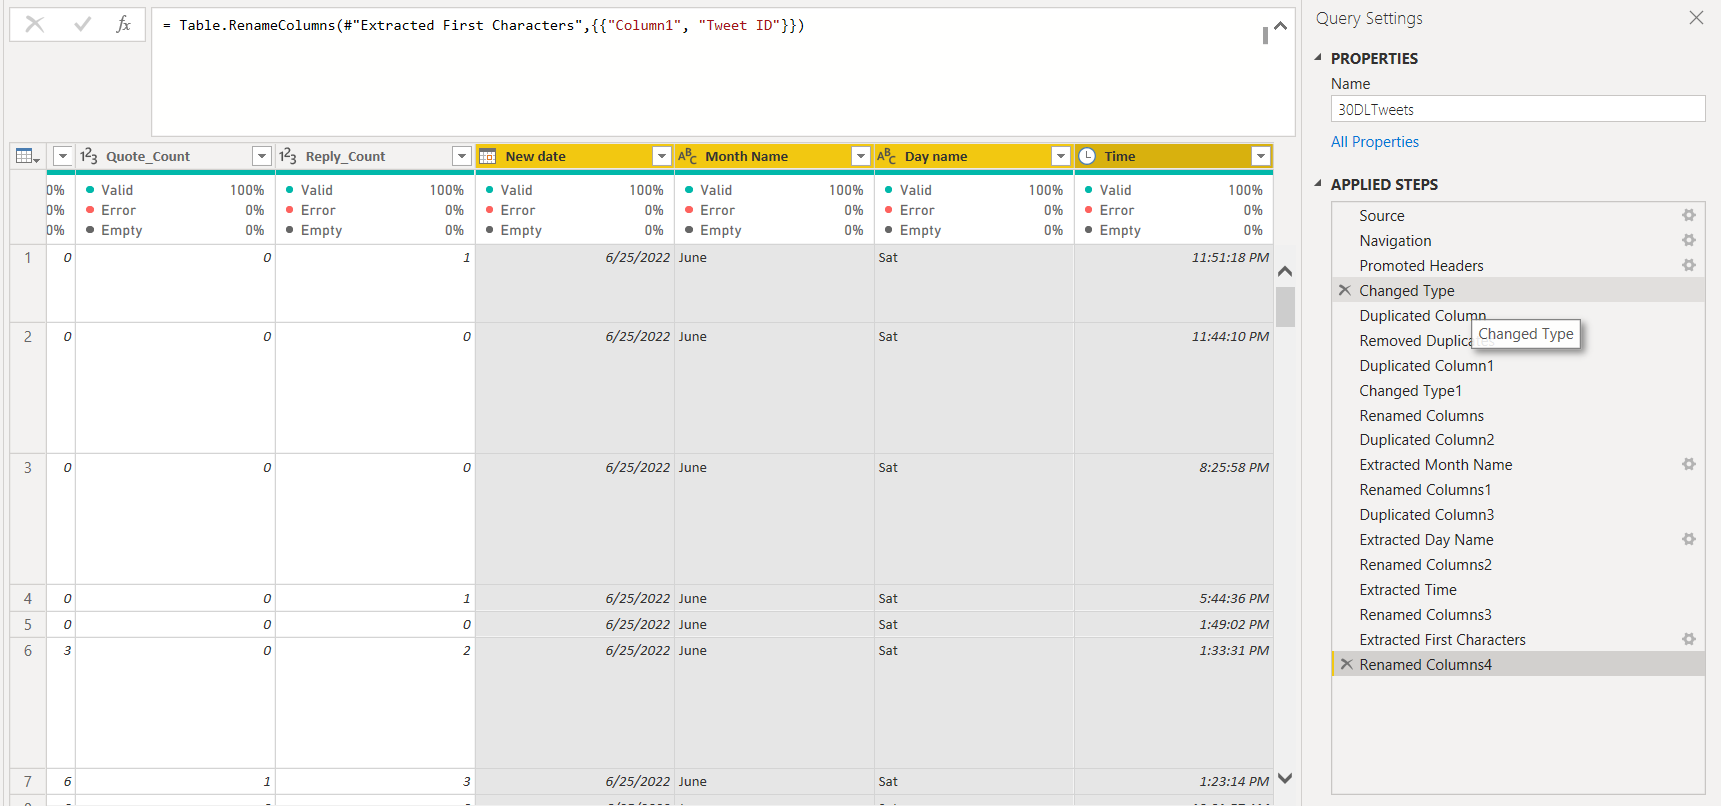 fx
= Table.RenameColumns(#"Extracted First Characters",{{"Column1", "Tweet ID"}})
123 Quote_Count
123 Reply_Count
New date
ABC Month Name
ABC Day name
Time
0%
0%
0%
Valid 100%
Error 0%
Empty 0%
Valid 100%
Error 0%
Empty 0%
Valid 100%
Error 0%
Empty 0%
Valid 100%
Error 0%
Empty 0%
Valid 100%
Error 0%
Empty 0%
Valid 100%
Error 0%
Empty 0%
1 0 0 1 6/25/2022 June Sat 11:51:18 PM
2 0 0 0 6/25/2022 June Sat 11:44:10 PM
3 0 0 0 6/25/2022 June Sat 8:25:58 PM
4 0 0 1 6/25/2022 June Sat 5:44:36 PM
5 0 0 0 6/25/2022 June Sat 1:49:02 PM
6 3 0 2 6/25/2022 June Sat 1:33:31 PM
7 6 1 3 6/25/2022 June Sat 1:23:14 PM
Query Settings
PROPERTIES
Name
30DLTweets
All Properties
APPLIED STEPS
Source
Navigation
Promoted Headers
Changed Type
Duplicated Column
Changed Type
Removed Duplicates
Duplicated Column1
Changed Type1
Renamed Columns
Duplicated Column2
Extracted Month Name
Renamed Columns1
Duplicated Column3
Extracted Day Name
Renamed Columns2
Extracted Time
Renamed Columns3
Extracted First Characters
Renamed Columns4